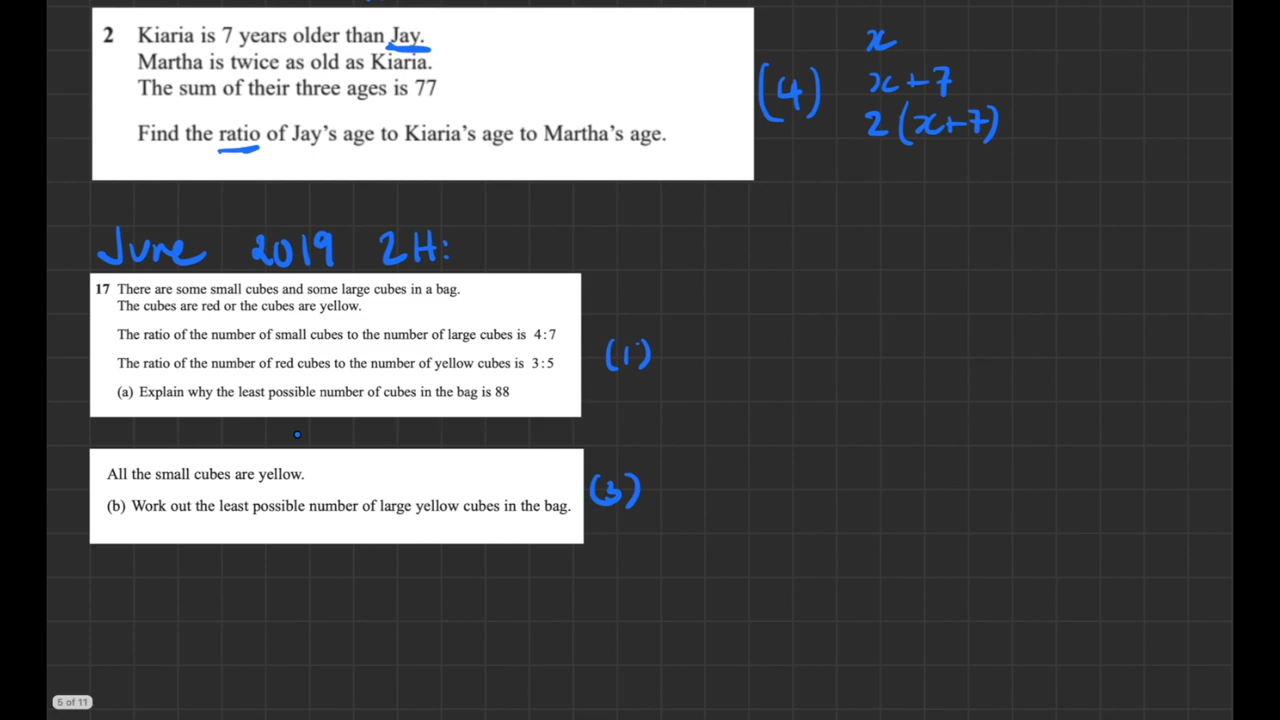 2 Kiaria is 7 years older than Jay.
Martha is twice as old as Kiaria.
The sum of their three ages is 77
Find the ratio of Jay's age to Kiaria's age to Martha's age.
(4)
x
x+7
2(x+7)
June 2019 2H:
17 There are some small cubes and some large cubes in a bag.
The cubes are red or the cubes are yellow.
The ratio of the number of small cubes to the number of large cubes is 4:7
The ratio of the number of red cubes to the number of yellow cubes is 3:5
(a) Explain why the least possible number of cubes in the bag is 88
(1)
All the small cubes are yellow.
(b) Work out the least possible number of large yellow cubes in the bag.
(3)
5 of 11